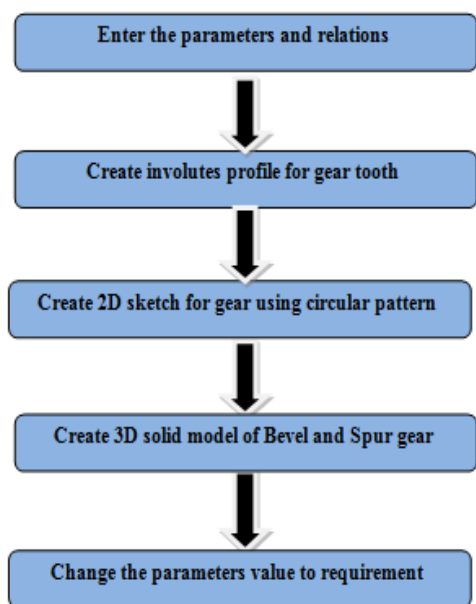 Enter the parameters and relations
Create involutes profile for gear tooth
Create 2D sketch for gear using circular pattern
Create 3D solid model of Bevel and Spur gear
Change the parameters value to requirement